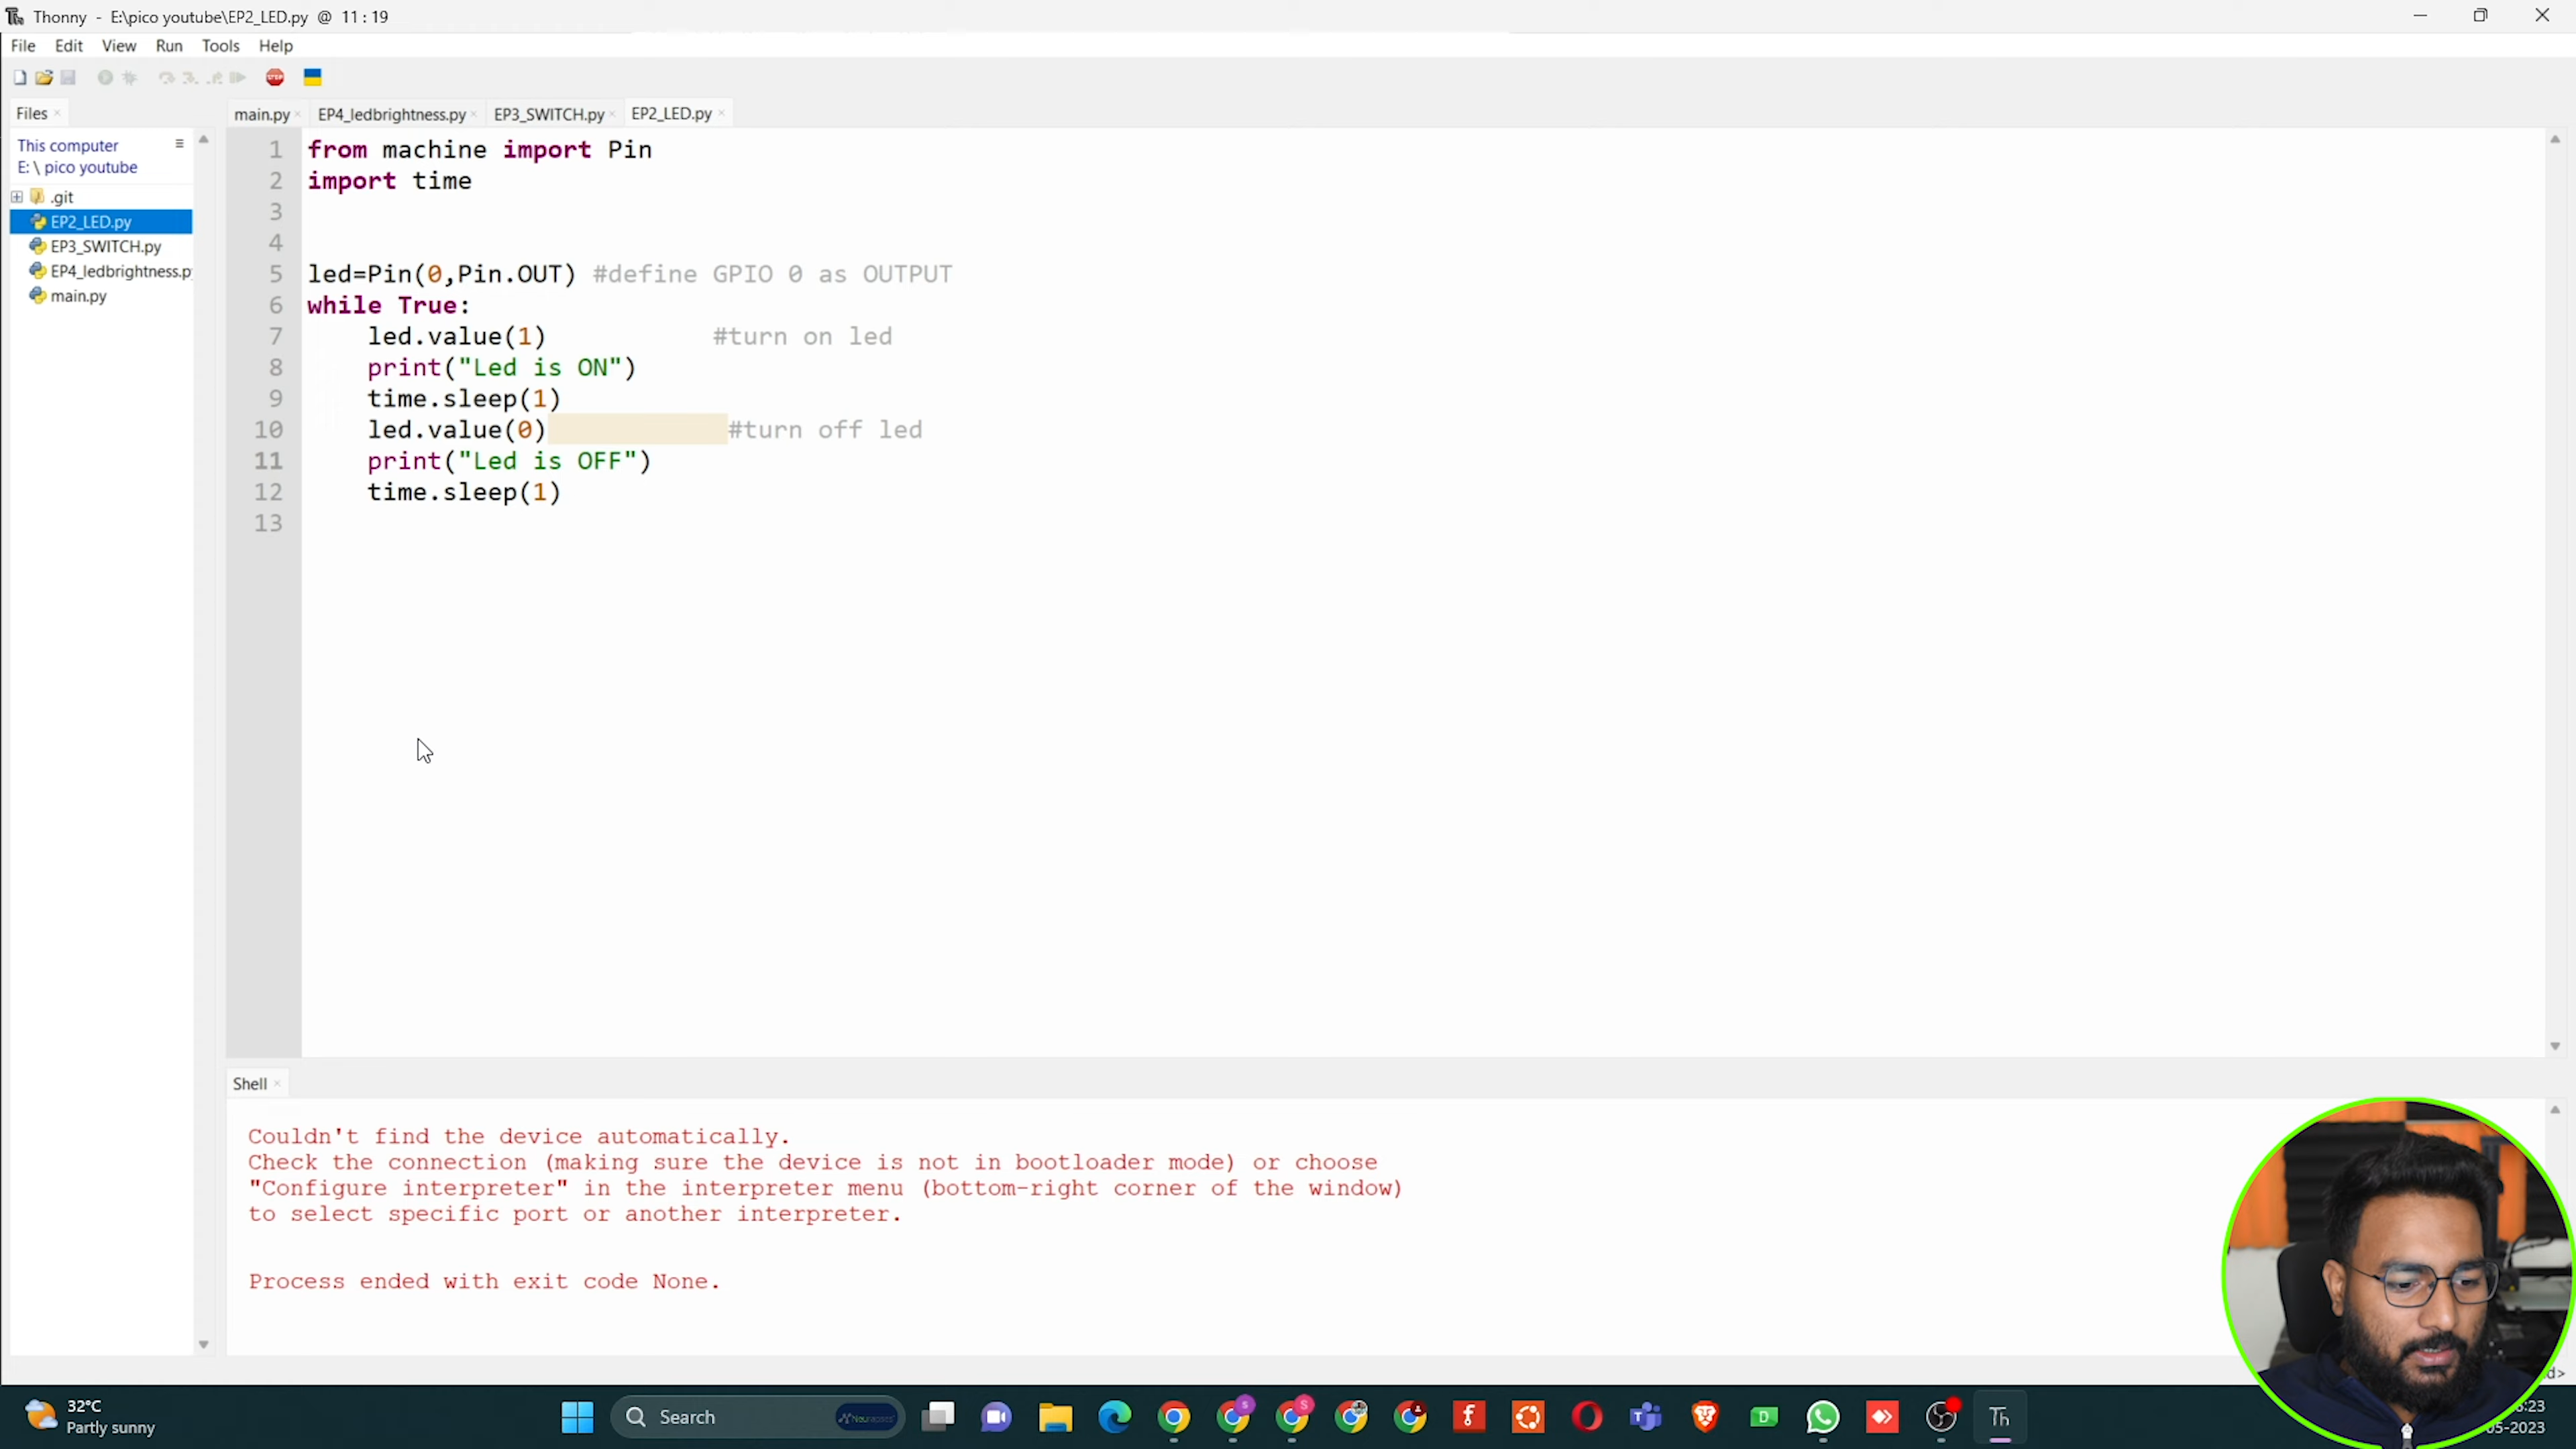 Thonny - E:\pico youtube\EP2_LED.py @ 11 : 19
File Edit View Run Tools Help
Files
main.py EP4_ledbrightness.py EP3_SWITCH.py EP2_LED.py
This computer
E: \ pico youtube
.git
EP2_LED.py
EP3_SWITCH.py
EP4_ledbrightness.p
main.py
1 from machine import Pin
2 import time
3
4
5 led=Pin(0,Pin.OUT) #define GPIO 0 as OUTPUT
6 while True:
7 led.value(1) #turn on led
8 print("Led is ON")
9 time.sleep(1)
10 led.value(0) #turn off led
11 print("Led is OFF")
12 time.sleep(1)
13
Shell
Couldn't find the device automatically.
Check the connection (making sure the device is not in bootloader mode) or choose
"Configure interpreter" in the interpreter menu (bottom-right corner of the window)
to select specific port or another interpreter.
Process ended with exit code None.
32°C
Partly sunny
Search
Th
:23
05-2023